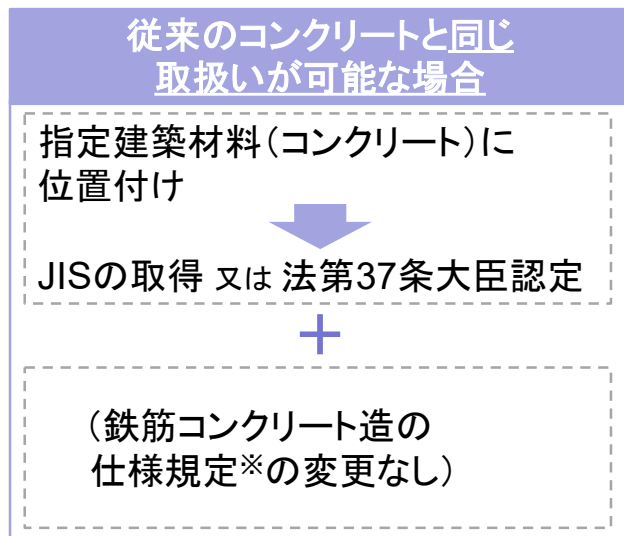 従来のコンクリートと同じ
取扱いが可能な場合
指定建築材料（コンクリート）に
位置付け
JISの取得 又は 法第37条大臣認定
＋
（鉄筋コンクリート造の
仕様規定※の変更なし）